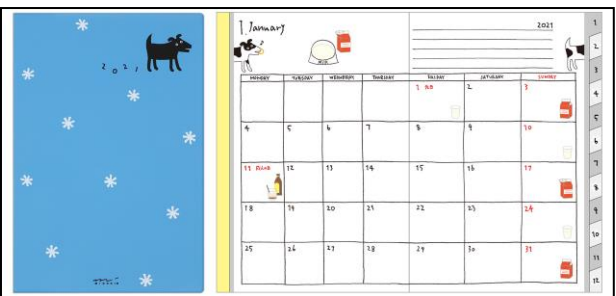 2021
MIDORI
1. January
2021
MONDAY TUESDAY WEDNESDAY THURSDAY FRIDAY SATURDAY SUNDAY
1 2 3
4 5 6 7 8 9 10
11 12 13 14 15 16 17
18 19 20 21 22 23 24
25 26 27 28 29 30 31
1
2
3
4
5
6
7
8
9
10
11
12